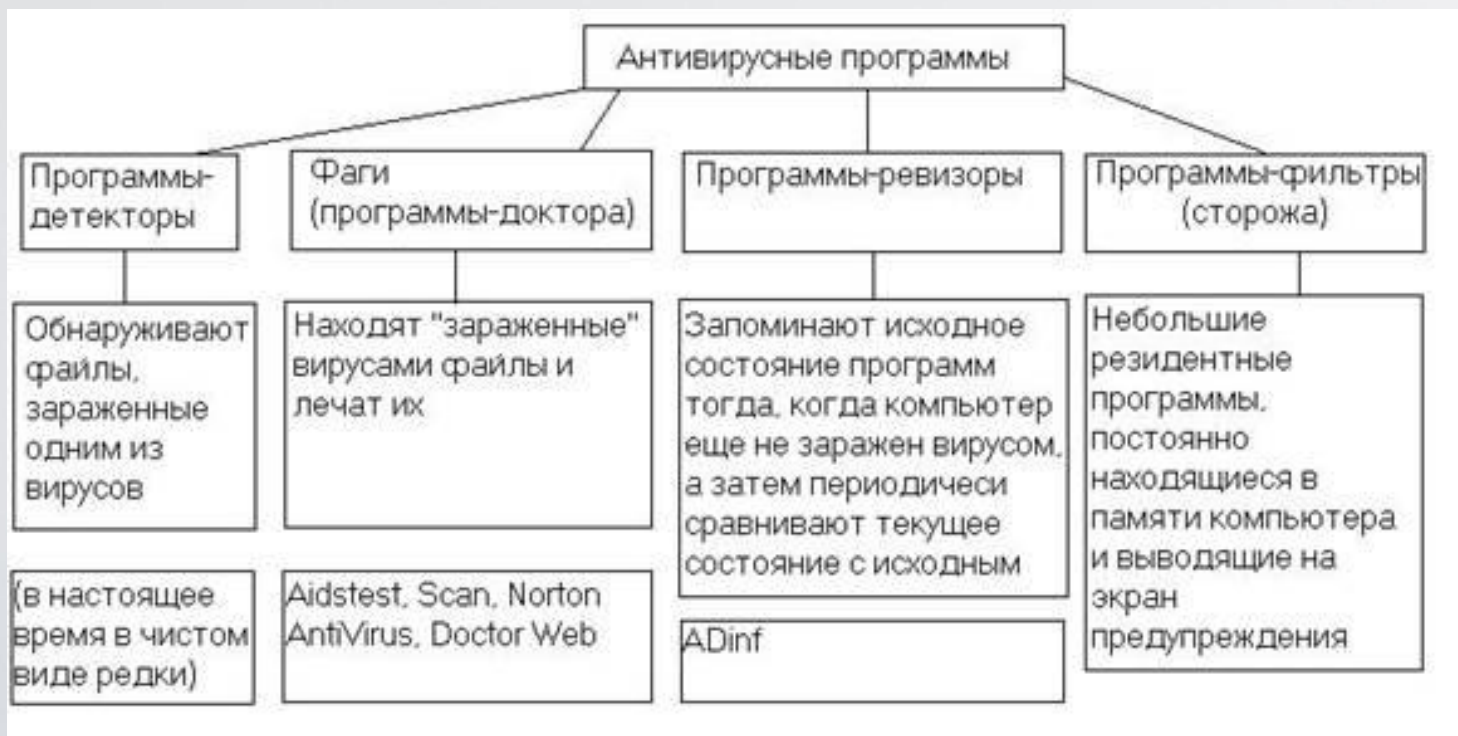 Антивирусные программы
Программы-
детекторы
Фаги
(программы-доктора)
Программы-ревизоры
Программы-фильтры
(сторожа)
Обнаруживают
файлы,
зараженные
одним из
вирусов
Находят "зараженные"
вирусами файлы и
лечат их
Запоминают исходное
состояние программ
тогда, когда компьютер
еще не заражен вирусом,
а затем периодичеси
сравнивают текущее
состояние с исходным
Небольшие
резидентные
программы,
постоянно
находящиеся в
памяти компьютера
и выводящие на
экран
предупреждения
(в настоящее
время в чистом
виде редки)
Aidstest, Scan, Norton
AntiVirus, Doctor Web
ADinf